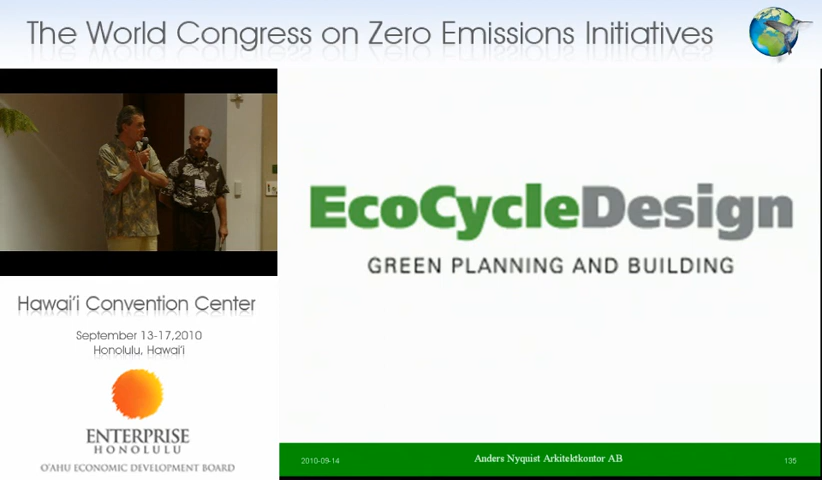 The World Congress on Zero Emissions Initiatives
EcoCycleDesign
GREEN PLANNING AND BUILDING
Hawai'i Convention Center
September 13-17,2010
Honolulu, Hawai'i
ENTERPRISE
HONOLULU
O'AHU ECONOMIC DEVELOPMENT BOARD
2010-09-14
Anders Nyquist Arkitektkontor AB
135